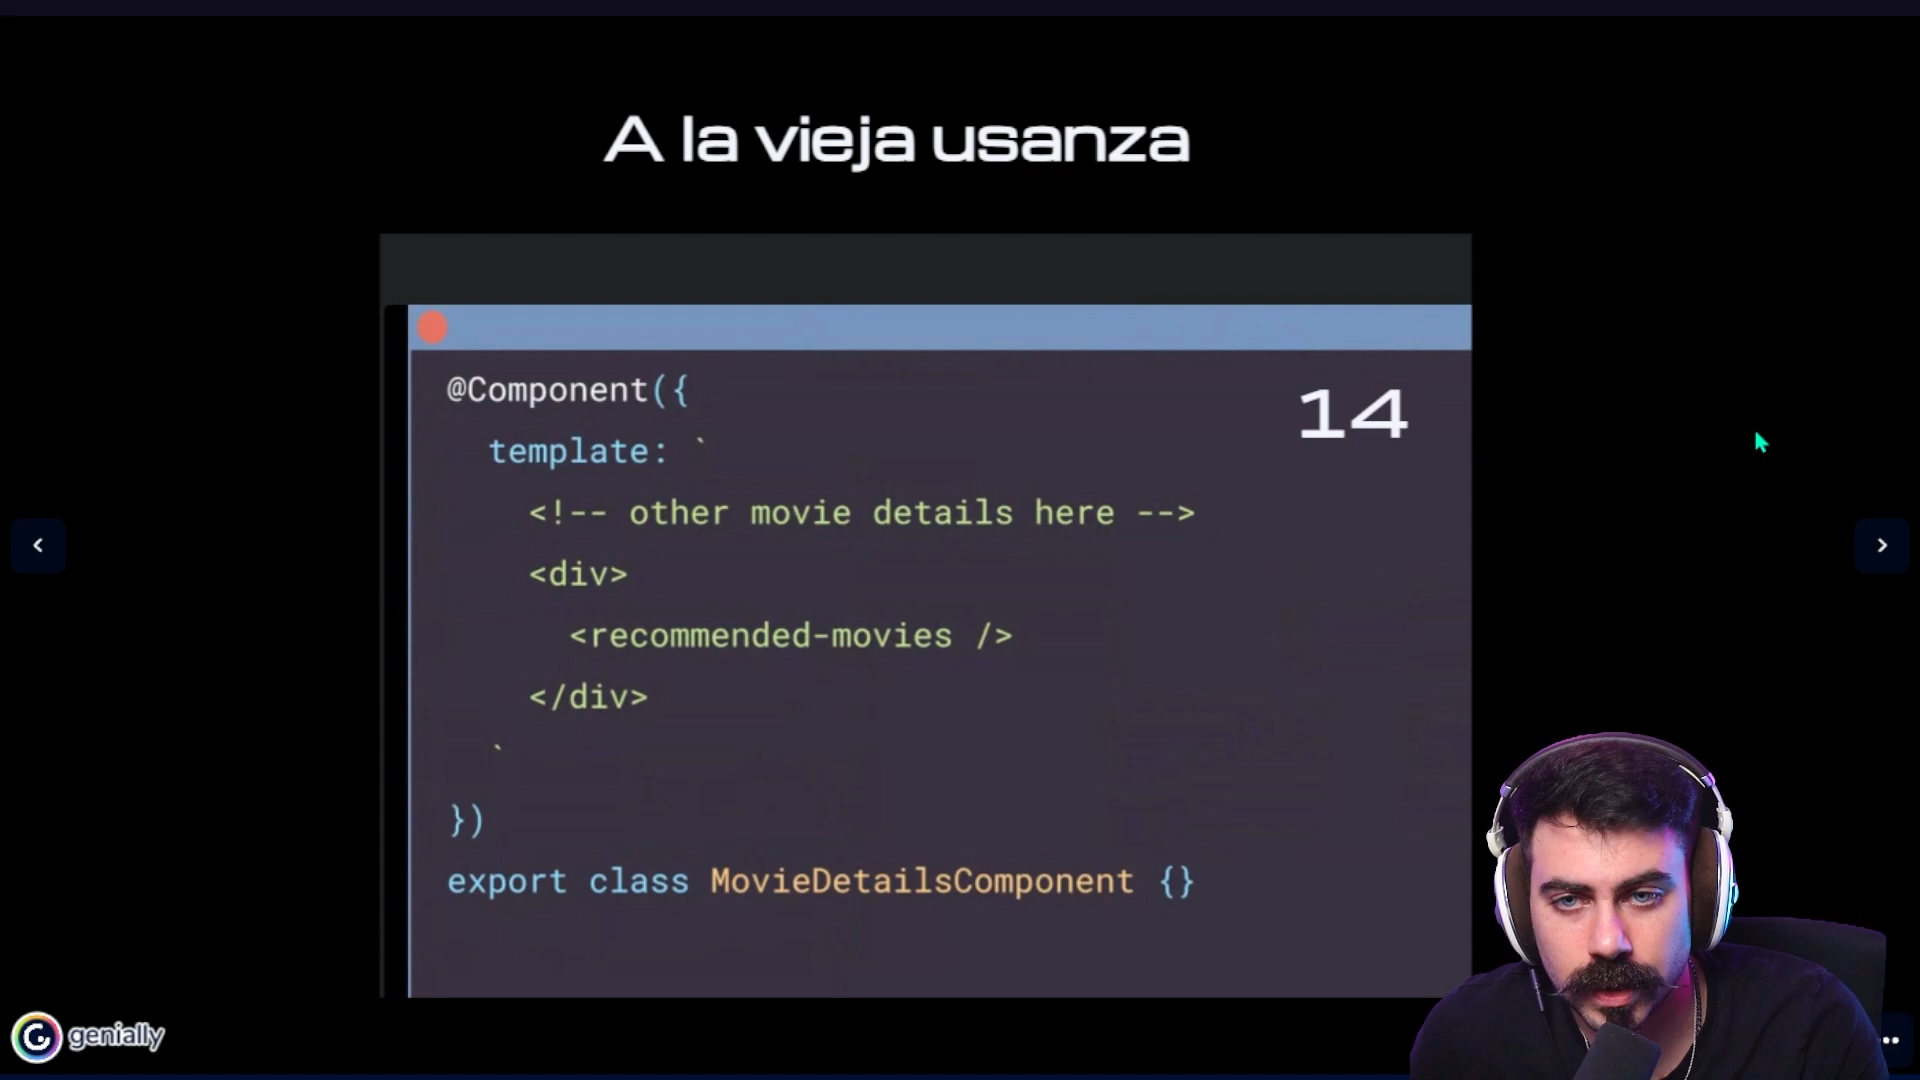 A la vieja usanza
@Component({
14
template: `
<!-- other movie details here -->
<div>
<recommended-movies />
</div>
`
})
export class MovieDetailsComponent {}
genially